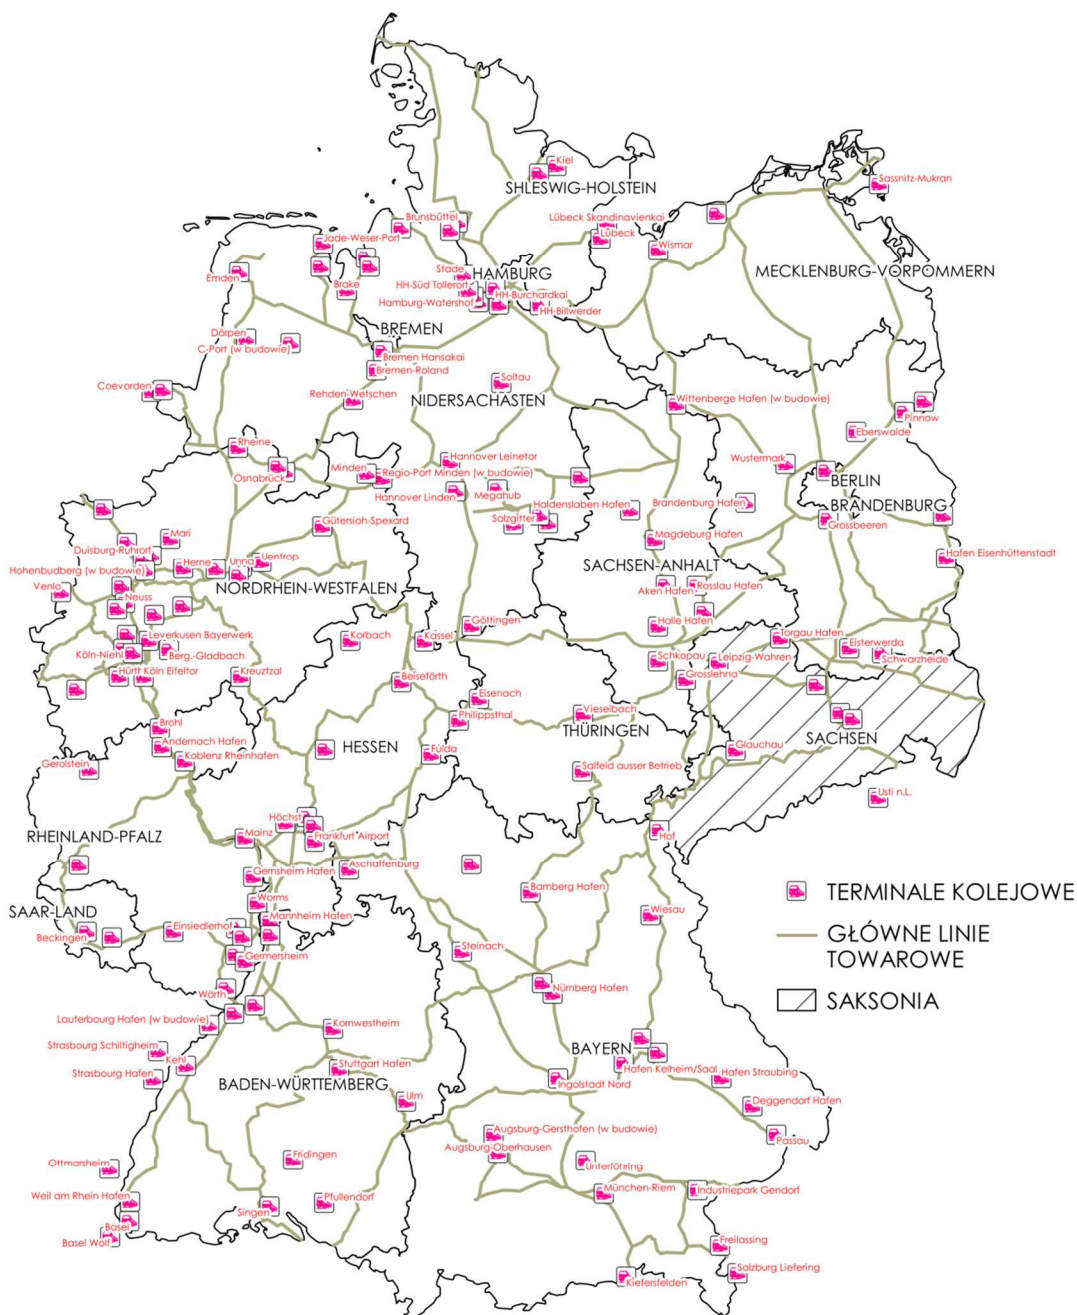 Kiel
SHLESWIG-HOLSTEIN
Sassnitz-Mukran
Brunsbüttel
Lübeck Skandinavienkai
Lübeck
Jade-Weser-Port
Wismar
Emden
Stade
HAMBURG
MECKLENBURG-VORPOMMERN
HH-Süd Tollerort
Brake
HH-Burchardkai
Hamburg-Watershof
HH-Billwerder
BREMEN
Dörpen
C-Port (w budowie)
Bremen Hansakai
Bremen-Roland
Soltau
Coevorden
Rehden-Wetschen
NIDERSACHASTEN
Wittenberge Hafen (w budowie)
Pinnow
Eberswalde
Rheine
Hannover Leinetor
Wustermark
Minden
Regio-Port Minden (w budowie)
Osnabrück
BERLIN
Hannover Linden
Megahub
Haldenslaben Hafen
Brandenburg Hafen
BRANDENBURG
Salzgitter
Gütersioh-Spexard
Grossbeeren
Mari
Magdeburg Hafen
Duisburg-Ruhrort
Hafen Eisenhüttenstadt
Uentrop
Herne
Unna
SACHSEN-ANHALT
Hohenbudberg (w budowie)
NORDRHEIN-WESTFALEN
Rosslau Hafen
Venlo
Aken Hafen
Neuss
Göttingen
Halle Hafen
Leverkusen Bayerwerk
Korbach
Kassel
Torgau Hafen
Eisterwerda
Köln-Niehl
Berg.-Gladbach
Schkopau
Leipzig-Wahren
Schwarzheide
Hürth Köln Eifeltor
Kreuztzal
Beiseförth
Grosslehna
Eisenach
Vieselbach
Philippsthal
Brohl
THÜRINGEN
SACHSEN
Andernach Hafen
HESSEN
Glauchau
Koblenz Rheinhafen
Fulda
Gerolstein
Salfeld ausser Betrieb
Usti n.L.
Höchst
Hof
RHEINLAND-PFALZ
Mainz
Frankfurt Airport
Aschaffenburg
Gernsheim Hafen
Bamberg Hafen
TERMINALE KOLEJOWE
Worms
SAAR-LAND
Mannheim Hafen
Wiesau
Einsiedlerhof
GŁÓWNE LINIE
TOWAROWE
Beckingen
Steinach
Germersheim
Nürnberg Hafen
Wörth
SAKSONIA
Lauterbourg Hafen (w budowie)
Kornwestheim
Strasbourg Schiltigheim
BAYERN
Kehl
Stuttgart Hafen
Hafen Kelheim/Saal
Hafen Straubing
Strasbourg Hafen
BADEN-WÜRTTEMBERG
Ingolstadt Nord
Ulm
Deggendorf Hafen
Augsburg-Gersthofen (w budowie)
Passau
Augsburg-Oberhausen
Fridingen
Ottmarsheim
Unterföhring
Weil am Rhein Hafen
Pfullendorf
München-Riem
Industriepark Gendorf
Singen
Basel
Basel Wolf
Freilassing
Salzburg Liefering
Kiefersfelden